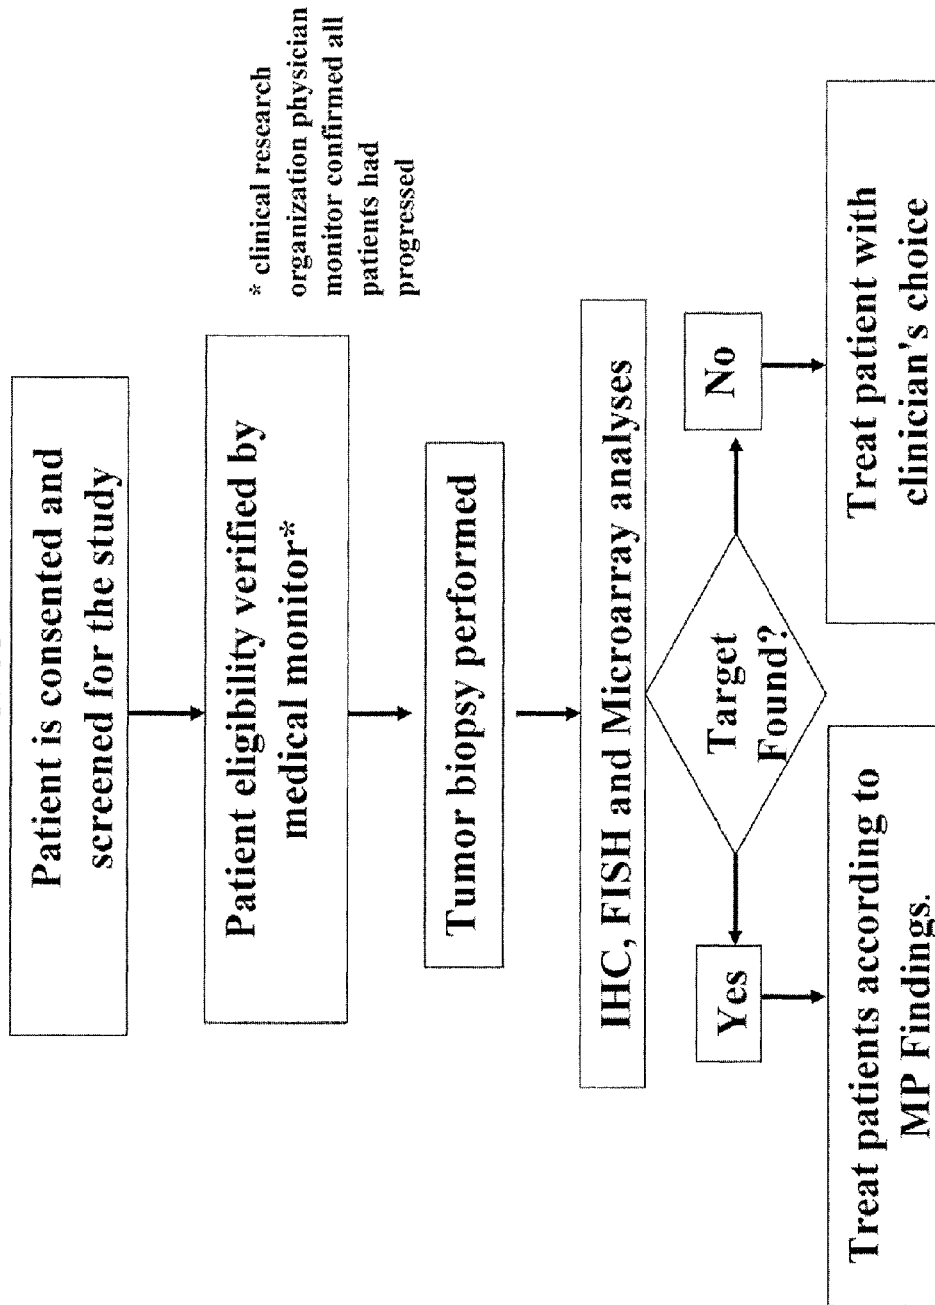 Patient is consented and
screened for the study
Patient eligibility verified by
medical monitor*
* clinical research
organization physician
monitor confirmed all
patients had
progressed
Tumor biopsy performed
IHC, FISH and Microarray analyses
Target
Found?
Yes
No
Treat patients according to
MP Findings.
Treat patient with
clinician's choice